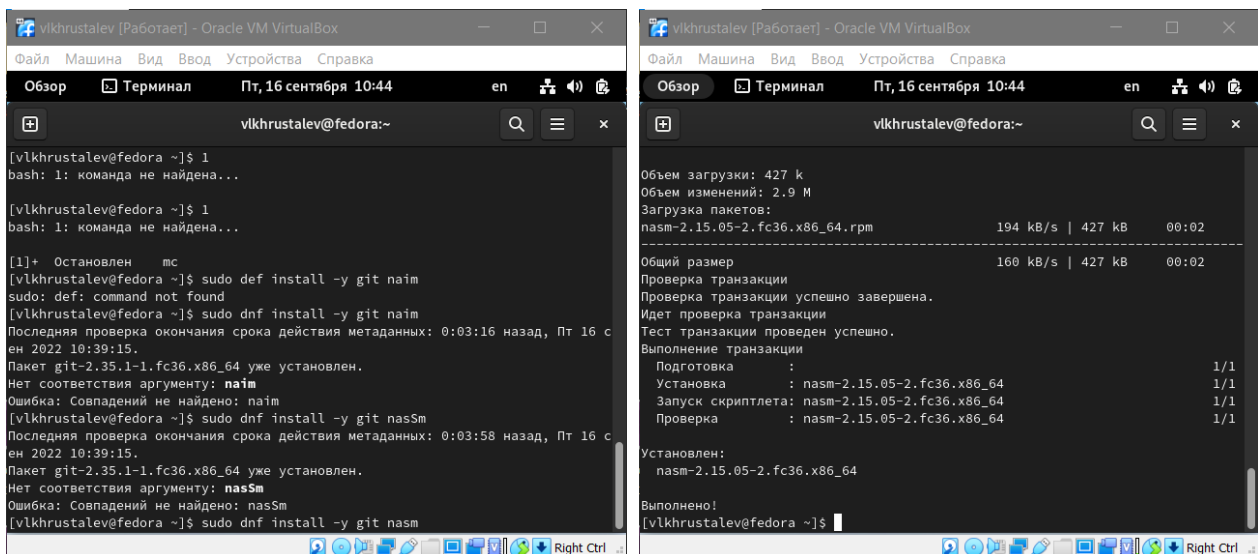 vlkhrustalev [Работает] - Oracle VM VirtualBox
Файл Машина Вид Ввод Устройства Справка
Обзор Терминал Пт, 16 сентября 10:44 en
vlkhrustalev@fedora:~
[vlkhrustalev@fedora ~]$ 1
bash: 1: команда не найдена...
[vlkhrustalev@fedora ~]$ 1
bash: 1: команда не найдена...
[1]+  Остановлен    mc
[vlkhrustalev@fedora ~]$ sudo def install -y git naim
sudo: def: command not found
[vlkhrustalev@fedora ~]$ sudo dnf install -y git naim
Последняя проверка окончания срока действия метаданных: 0:03:16 назад, Пт 16 с
ен 2022 10:39:15.
Пакет git-2.35.1-1.fc36.x86_64 уже установлен.
Нет соответствия аргументу: naim
Ошибка: Совпадений не найдено: naim
[vlkhrustalev@fedora ~]$ sudo dnf install -y git nasSm
Последняя проверка окончания срока действия метаданных: 0:03:58 назад, Пт 16 с
ен 2022 10:39:15.
Пакет git-2.35.1-1.fc36.x86_64 уже установлен.
Нет соответствия аргументу: nasSm
Ошибка: Совпадений не найдено: nasSm
[vlkhrustalev@fedora ~]$ sudo dnf install -y git nasm
Right Ctrl
vlkhrustalev [Работает] - Oracle VM VirtualBox
Файл Машина Вид Ввод Устройства Справка
Обзор Терминал Пт, 16 сентября 10:44 en
vlkhrustalev@fedora:~
Объем загрузки: 427 k
Объем изменений: 2.9 M
Загрузка пакетов:
nasm-2.15.05-2.fc36.x86_64.rpm 194 kB/s | 427 kB 00:02
--------------------------------------------------------------------------------
Общий размер 160 kB/s | 427 kB 00:02
Проверка транзакции
Проверка транзакции успешно завершена.
Идет проверка транзакции
Тест транзакции проведен успешно.
Выполнение транзакции
Подготовка : 1/1
Установка : nasm-2.15.05-2.fc36.x86_64 1/1
Запуск скриптлета: nasm-2.15.05-2.fc36.x86_64 1/1
Проверка : nasm-2.15.05-2.fc36.x86_64 1/1
Установлен:
nasm-2.15.05-2.fc36.x86_64
Выполнено!
[vlkhrustalev@fedora ~]$
Right Ctrl